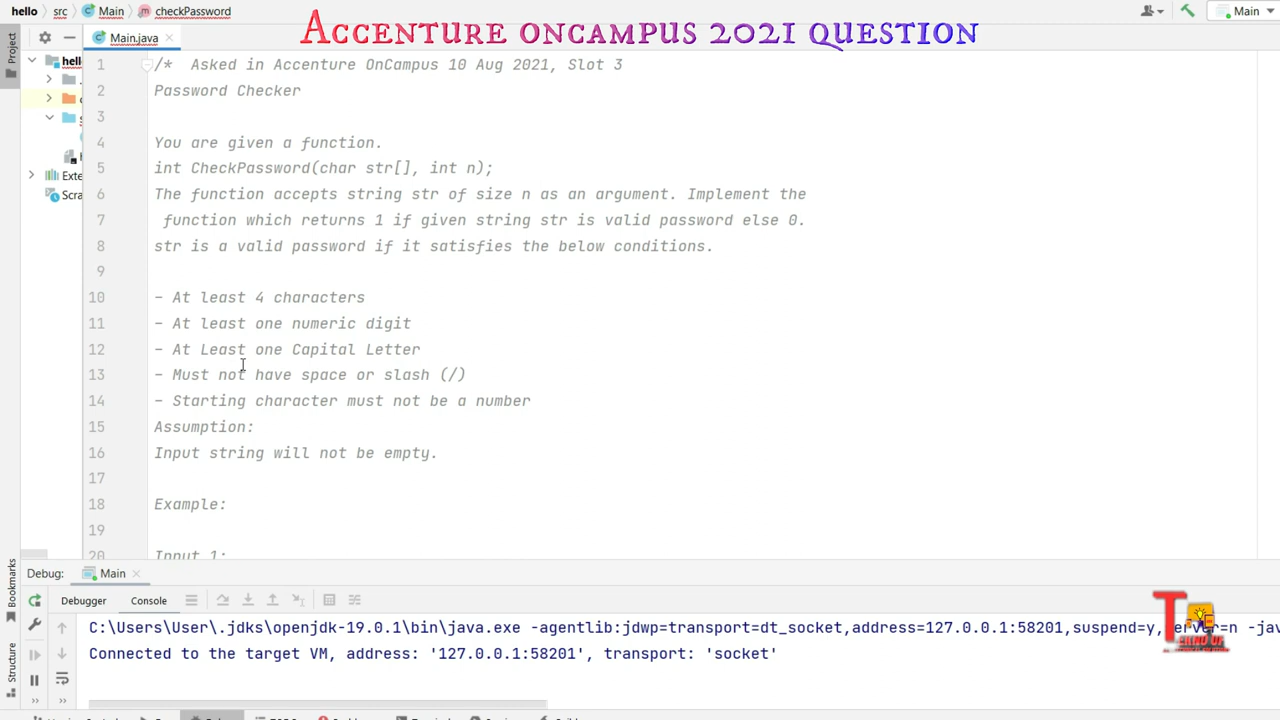 hello src Main checkPassword Main
Accenture oncampus 2021 question
Project
Main.java
hell
1 /* Asked in Accenture OnCampus 10 Aug 2021, Slot 3
2 Password Checker
3
4 You are given a function.
5 int CheckPassword(char str[], int n);
6 The function accepts string str of size n as an argument. Implement the
7 function which returns 1 if given string str is valid password else 0.
8 str is a valid password if it satisfies the below conditions.
9
10 - At least 4 characters
11 - At least one numeric digit
12 - At Least one Capital Letter
13 - Must not have space or slash (/)
14 - Starting character must not be a number
15 Assumption:
16 Input string will not be empty.
17
18 Example:
19
20 Input 1:
Exte
Scra
Bookmarks
Structure
Debug: Main
Debugger Console
C:\Users\User\.jdks\openjdk-19.0.1\bin\java.exe -agentlib:jdwp=transport=dt_socket,address=127.0.0.1:58201,suspend=y,
=n -jav
Connected to the target VM, address: '127.0.0.1:58201', transport: 'socket'